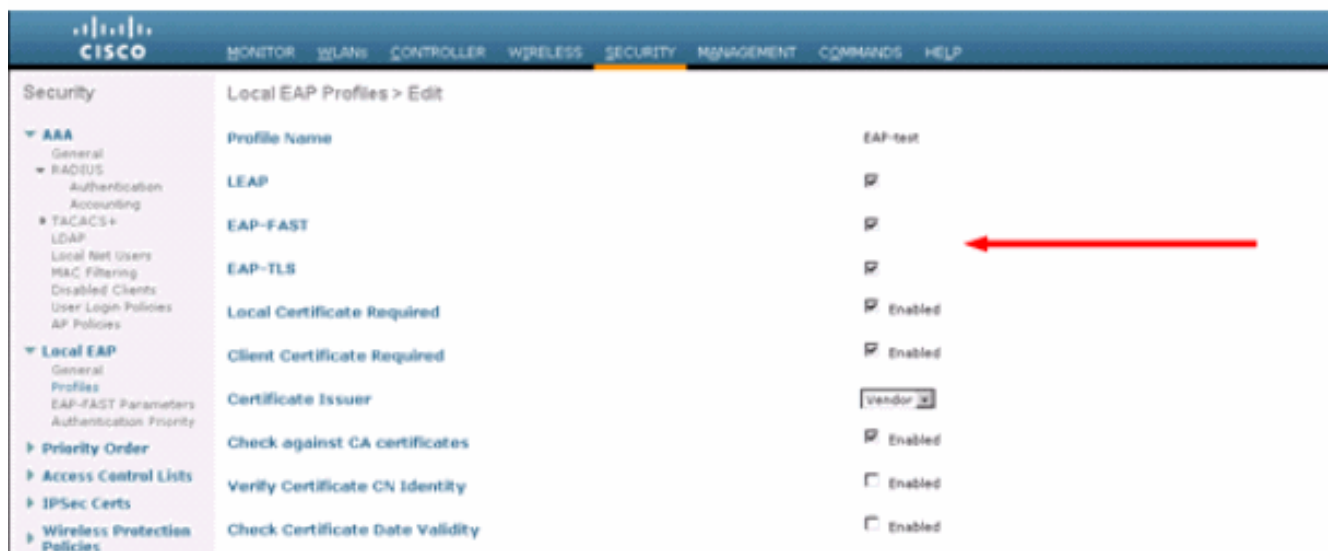 CISCO
MONITOR WLANs CONTROLLER WIRELESS SECURITY MANAGEMENT COMMANDS HELP
Security
AAA
General
RADIUS
Authentication
Accounting
TACACS+
LDAP
Local Net Users
MAC Filtering
Disabled Clients
User Login Policies
AP Policies
Local EAP
General
Profiles
EAP-FAST Parameters
Authentication Priority
Priority Order
Access Control Lists
IPSec Certs
Wireless Protection
Policies
Local EAP Profiles > Edit
Profile Name EAP-test
LEAP
EAP-FAST
EAP-TLS
Local Certificate Required Enabled
Client Certificate Required Enabled
Certificate Issuer Vendor
Check against CA certificates Enabled
Verify Certificate CN Identity Enabled
Check Certificate Date Validity Enabled